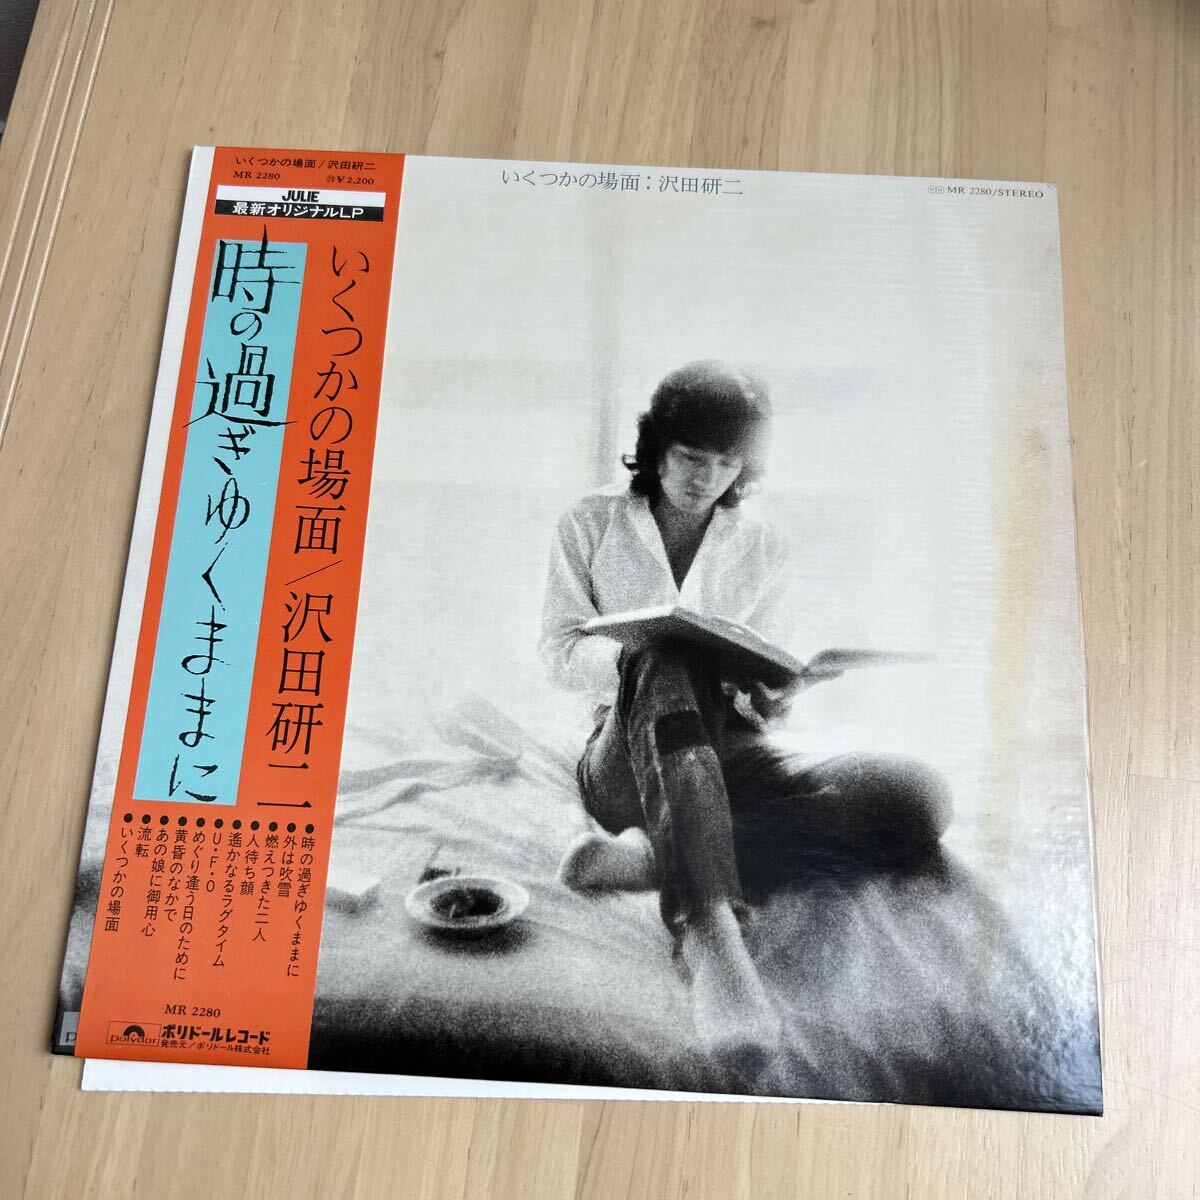 いくつかの場面/沢田研二
MR 2280 ㋵¥2,200
JULIE
最新オリジナルLP
いくつかの場面/沢田研二
時の過ぎゆくままに
●時の過ぎゆくままに
●外は吹雪
●燃えつきた二人
●人待ち顔
●遥かなるラグタイム
●U・F・O
●めぐり逢う日のために
●黄昏のなかで
●あの娘に御用心
●流転
●いくつかの場面
MR 2280
polydor
ポリドールレコード
発売元/ポリドール株式会社
いくつかの場面:沢田研二
MR 2280/STEREO